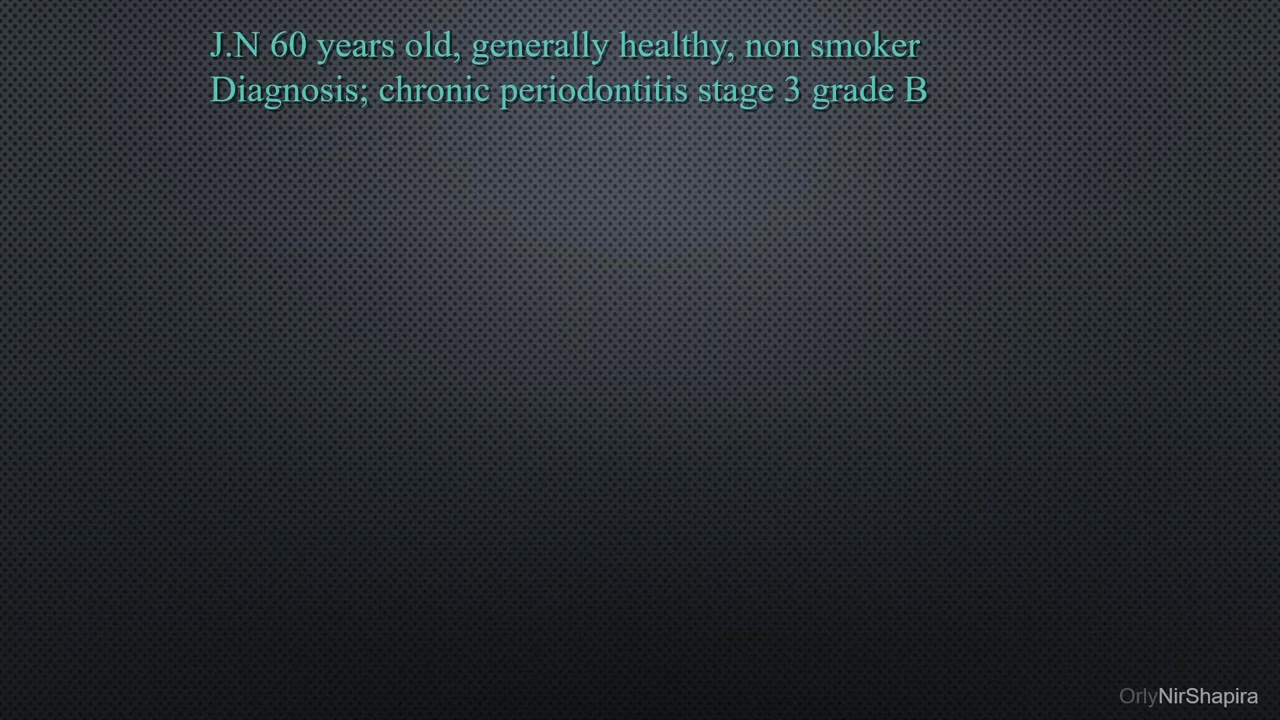 J.N 60 years old, generally healthy, non smoker
Diagnosis; chronic periodontitis stage 3 grade B
OrlyNirShapira